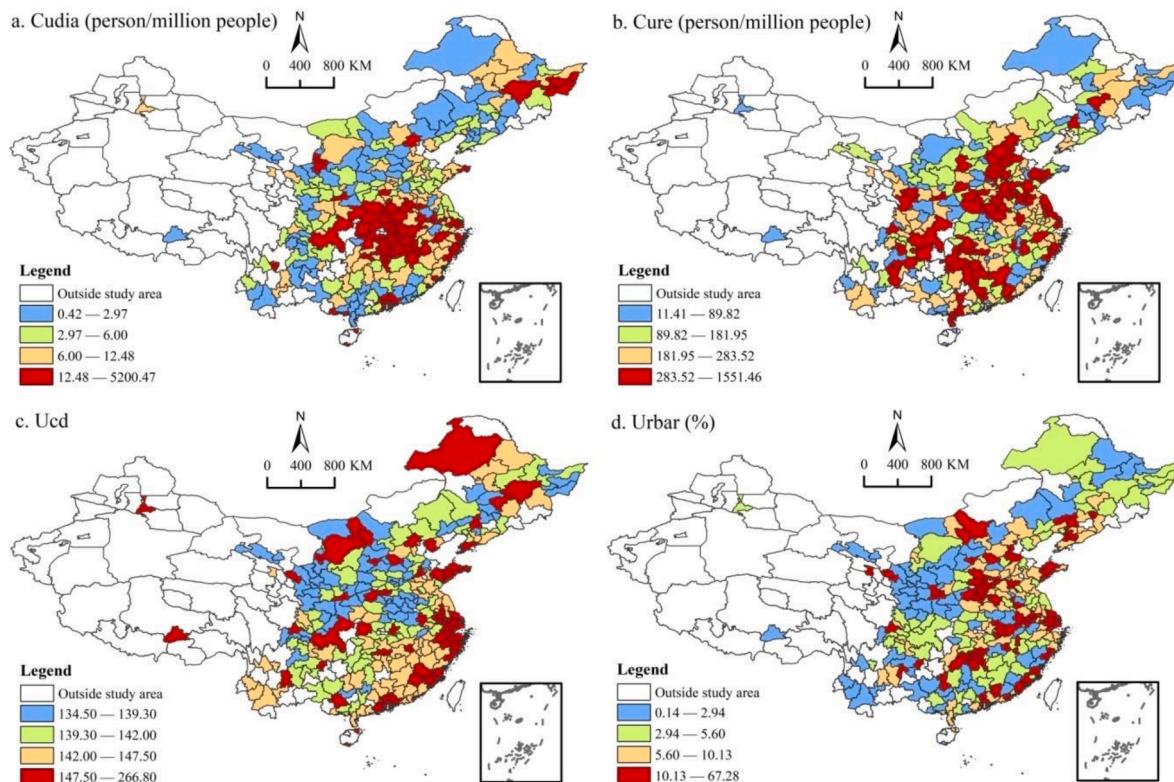 a. Cudia (person/million people)
N
0 400 800 KM
Legend
Outside study area
0.42 — 2.97
2.97 — 6.00
6.00 — 12.48
12.48 — 5200.47
b. Cure (person/million people)
N
0 400 800 KM
Legend
Outside study area
11.41 — 89.82
89.82 — 181.95
181.95 — 283.52
283.52 — 1551.46
c. Ucd
N
0 400 800 KM
Legend
Outside study area
134.50 — 139.30
139.30 — 142.00
142.00 — 147.50
147.50 — 266.80
d. Urbar (%)
N
0 400 800 KM
Legend
Outside study area
0.14 — 2.94
2.94 — 5.60
5.60 — 10.13
10.13 — 67.28